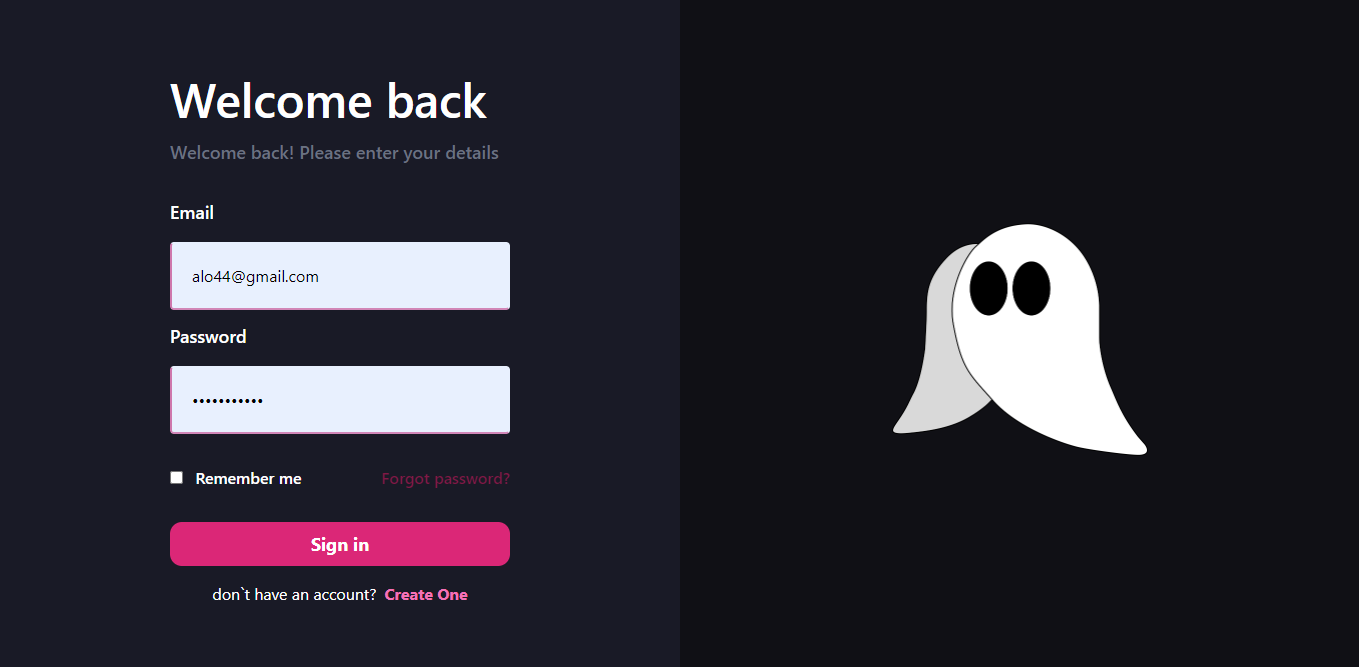 Welcome back
Welcome back! Please enter your details
Email
alo44@gmail.com
Password
•••••••••••
Remember me
Forgot password?
Sign in
don`t have an account? Create One